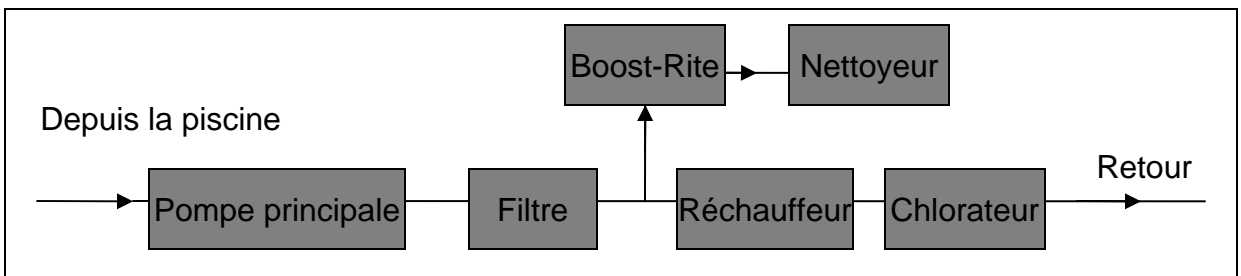 Boost-Rite
Nettoyeur
Depuis la piscine
Retour
Pompe principale
Filtre
Réchauffeur
Chlorateur